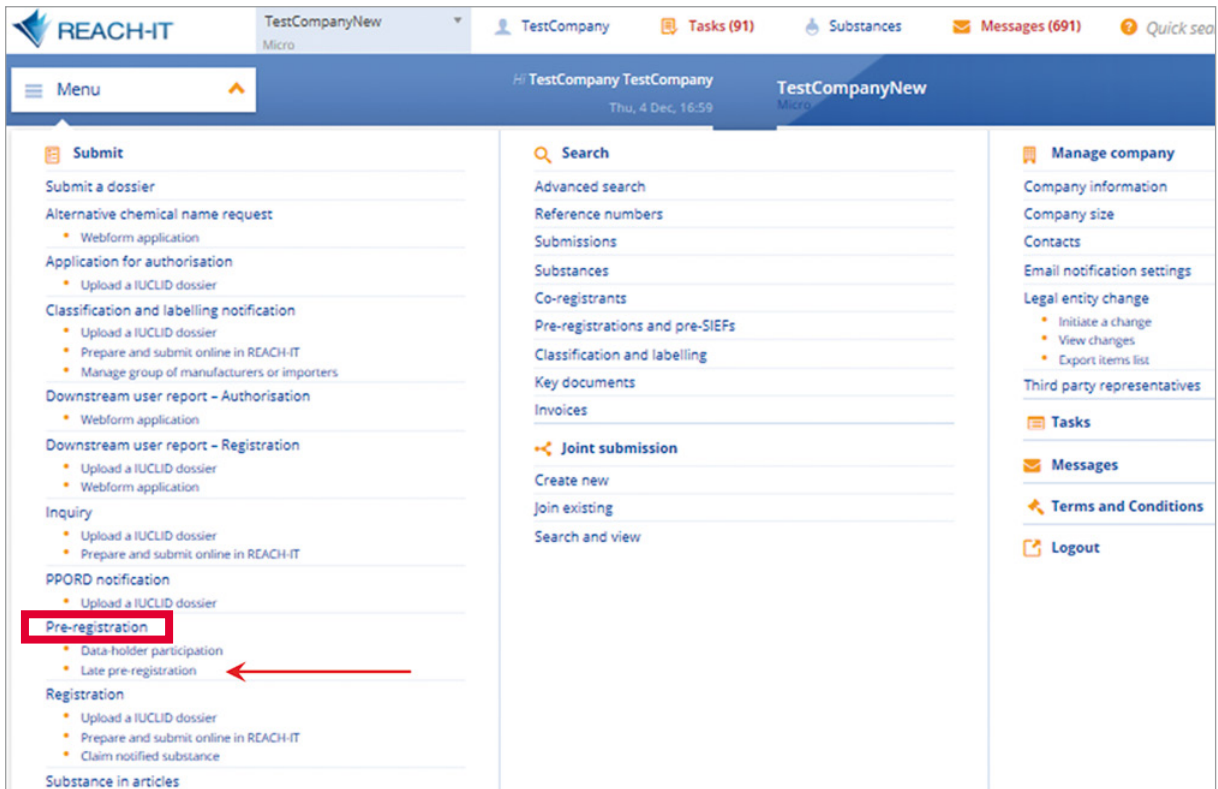 REACH-IT
TestCompanyNew
Micro
TestCompany
Tasks (91)
Substances
Messages (691)
Quick sea
Menu
Hi TestCompany TestCompany
Thu, 4 Dec, 16:59
TestCompanyNew
Micro
Submit
Submit a dossier
Alternative chemical name request
Webform application
Application for authorisation
Upload a IUCLID dossier
Classification and labelling notification
Upload a IUCLID dossier
Prepare and submit online in REACH-IT
Manage group of manufacturers or importers
Downstream user report – Authorisation
Webform application
Downstream user report – Registration
Upload a IUCLID dossier
Webform application
Inquiry
Upload a IUCLID dossier
Prepare and submit online in REACH-IT
PPORD notification
Upload a IUCLID dossier
Pre-registration
Data-holder participation
Late pre-registration
Registration
Upload a IUCLID dossier
Prepare and submit online in REACH-IT
Claim notified substance
Substance in articles
Search
Advanced search
Reference numbers
Submissions
Substances
Co-registrants
Pre-registrations and pre-SIEFs
Classification and labelling
Key documents
Invoices
Joint submission
Create new
Join existing
Search and view
Manage company
Company information
Company size
Contacts
Email notification settings
Legal entity change
Initiate a change
View changes
Export items list
Third party representatives
Tasks
Messages
Terms and Conditions
Logout